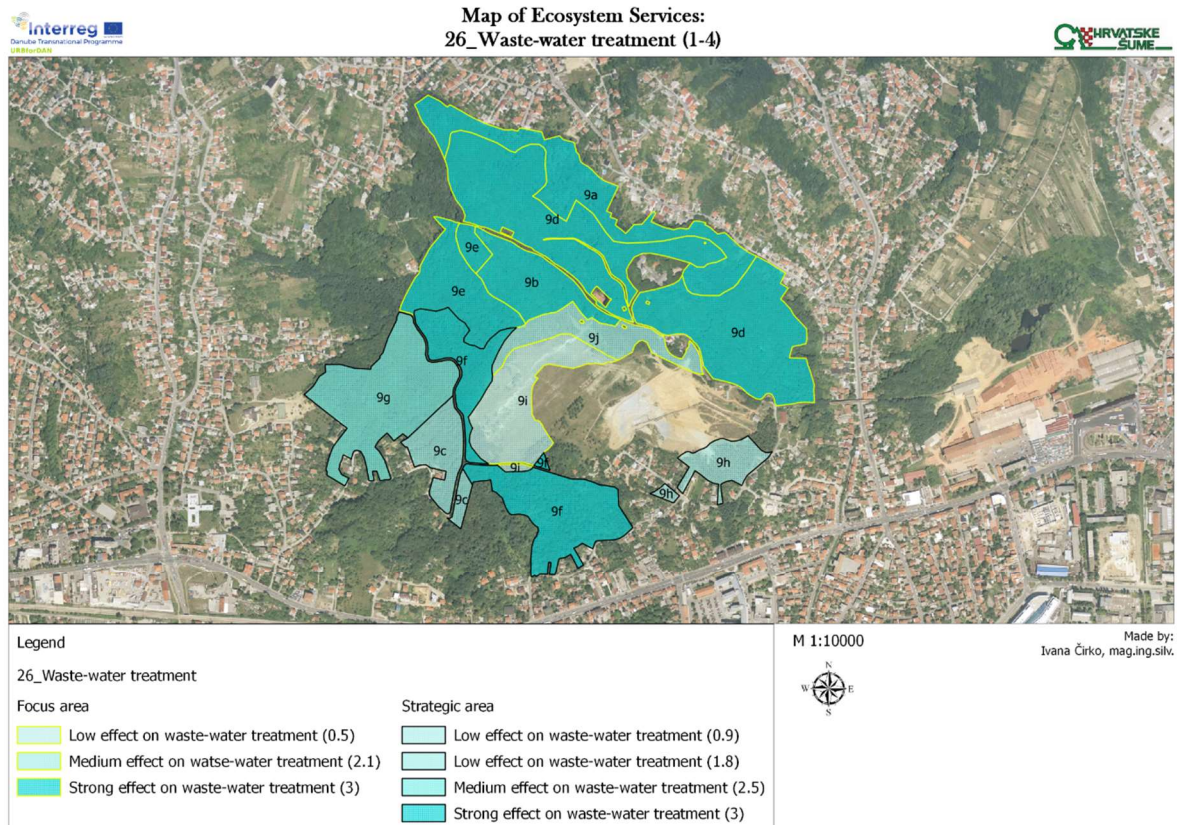 Interreg
Danube Transnational Programme
URBforDAN
Map of Ecosystem Services:
26_Waste-water treatment (1-4)
HRVATSKE
ŠUME
9a
9d
9e
9b
9e
9d
9j
9f
9g
9i
9c
9h
9i
9f
9h
9c
9f
Legend
26_Waste-water treatment
Focus area
Low effect on waste-water treatment (0.5)
Medium effect on watse-water treatment (2.1)
Strong effect on waste-water treatment (3)
Strategic area
Low effect on waste-water treatment (0.9)
Low effect on waste-water treatment (1.8)
Medium effect on waste-water treatment (2.5)
Strong effect on waste-water treatment (3)
M 1:10000
N
W E
S
Made by:
Ivana Čirko, mag.ing.silv.